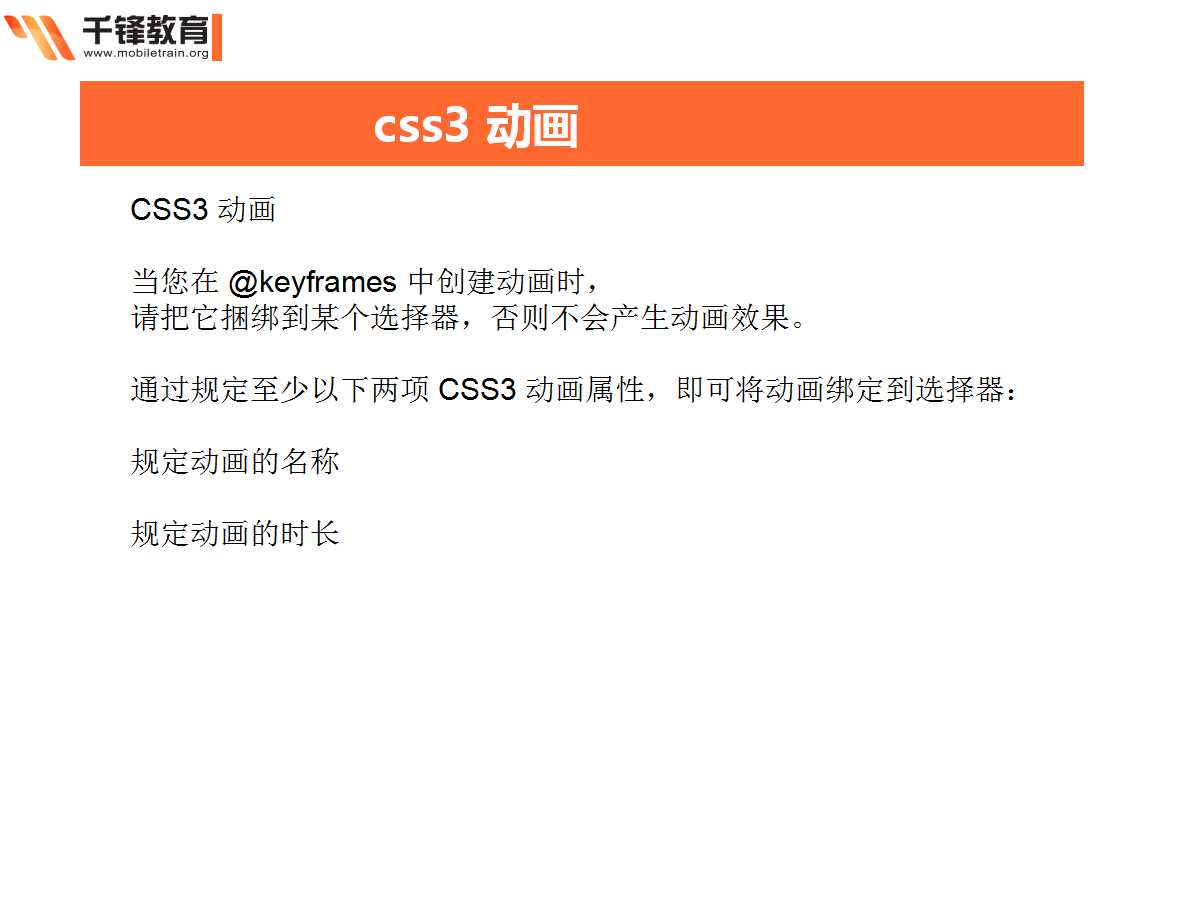 千锋教育
www.mobiletrain.org
css3 动画
CSS3 动画
当您在 @keyframes 中创建动画时，
请把它捆绑到某个选择器，否则不会产生动画效果。
通过规定至少以下两项 CSS3 动画属性，即可将动画绑定到选择器：
规定动画的名称
规定动画的时长